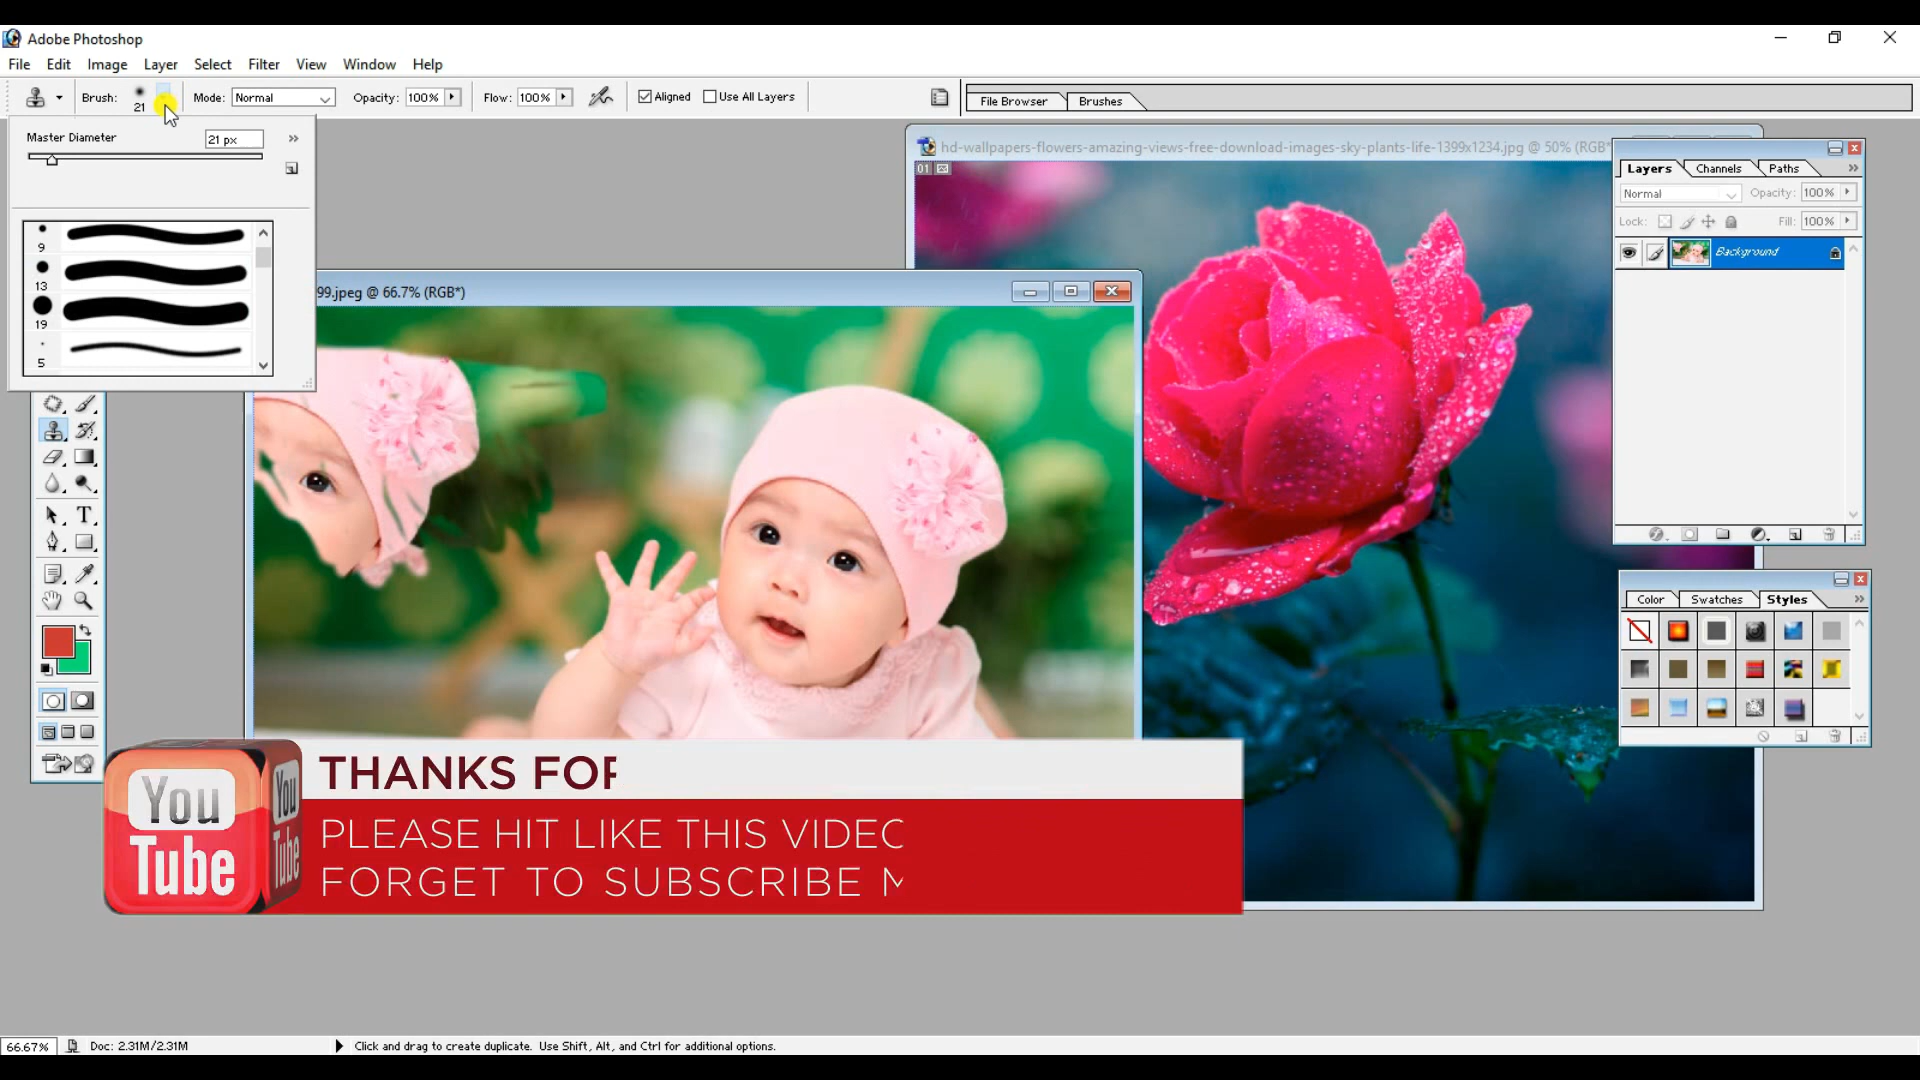 Adobe Photoshop
File Edit Image Layer Select Filter View Window Help
Brush: 21 Mode: Normal Opacity: 100% Flow: 100% Aligned Use All Layers File Browser Brushes
Master Diameter 21 px
9
13
19
5
hd-wallpapers-flowers-amazing-views-free-download-images-sky-plants-life-1399x1234.jpg @ 50% (RGB*
01
99.jpeg @ 66.7% (RGB*)
Layers Channels Paths
Normal Opacity: 100%
Lock: Fill: 100%
Background
Color Swatches Styles
T
You
Tube
You
Tube
THANKS FOR
PLEASE HIT LIKE THIS VIDEO
FORGET TO SUBSCRIBE M
66.67% Doc: 2.31M/2.31M Click and drag to create duplicate. Use Shift, Alt, and Ctrl for additional options.